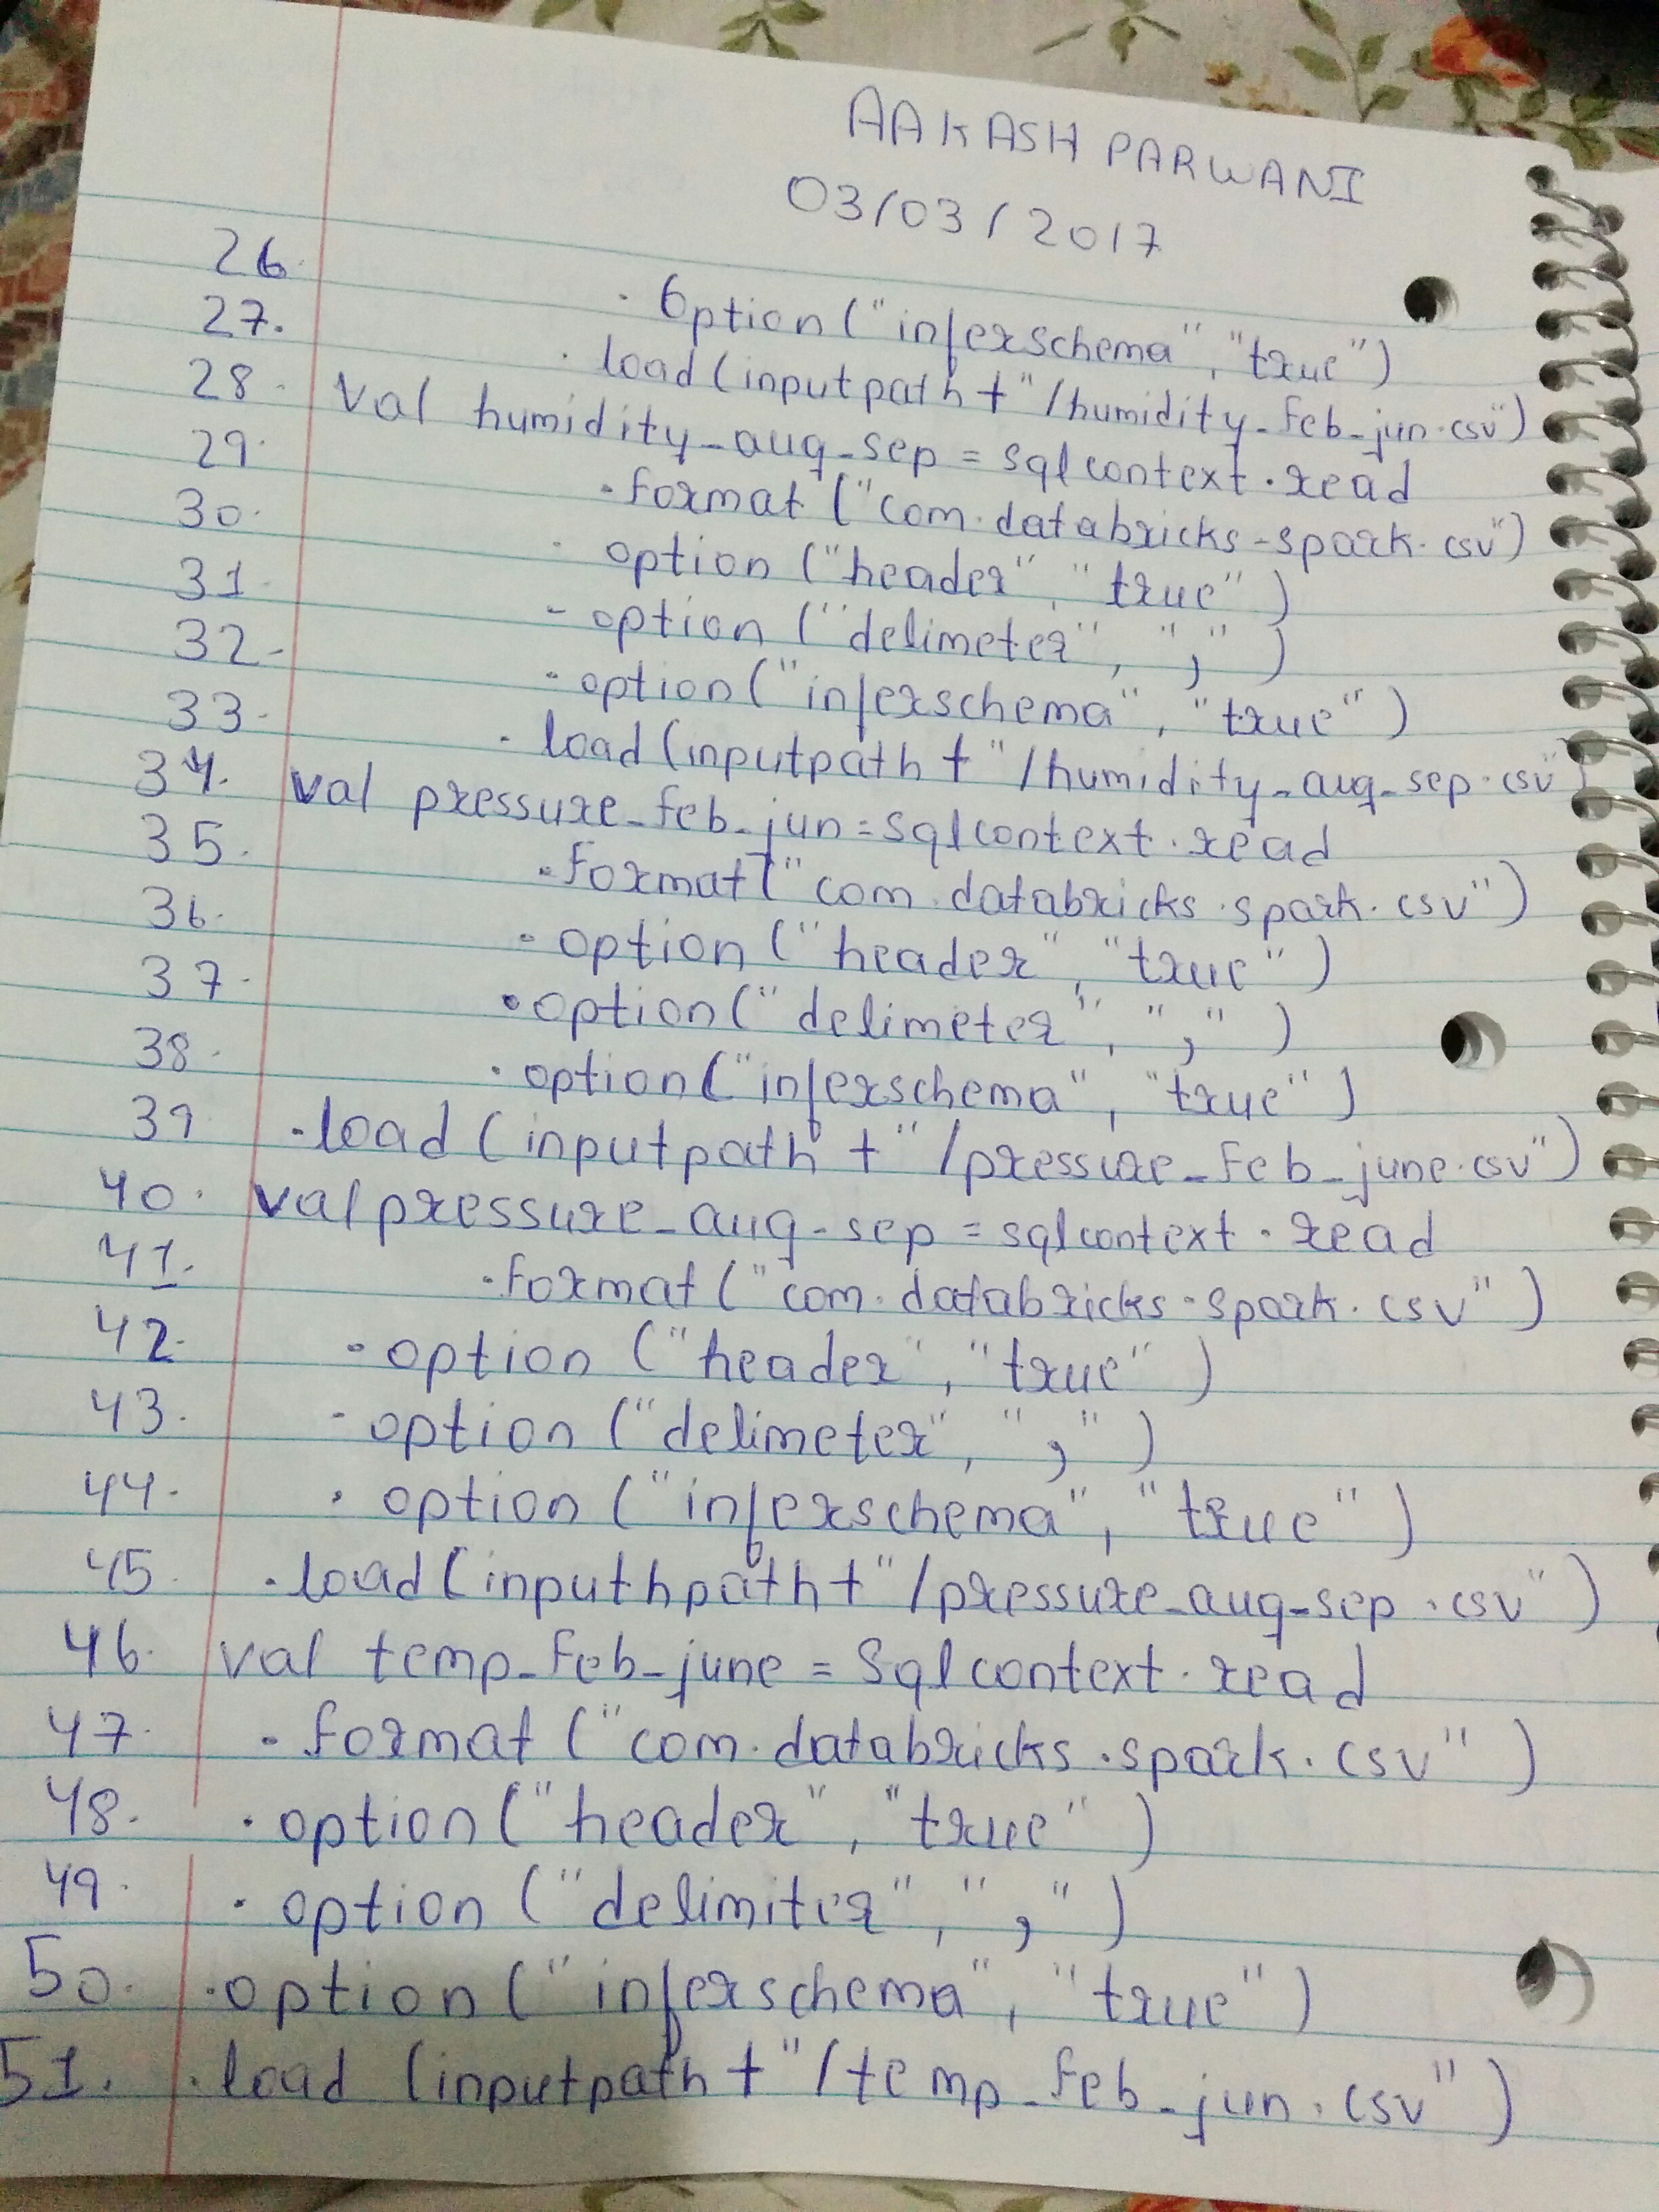 AAKASH PARWANI
03/03/2017
26. .Option("inferschema", "true")
27. .load(inputpath+"/humidity_feb_jun.csv")
28. val humidity_aug_sep = sqlcontext.read
29. .format("com.databricks-spark.csv")
30. .option("header", "true")
31. -option("delimeter", ",")
32. .option("inferschema", "true")
33. .load(inputpath+"/humidity_aug_sep.csv")
34. val pressure_feb_jun=sqlcontext.read
35. .format("com.databricks.spark.csv")
36. .option("header", "true")
37. .option("delimeter", ",")
38. .option("inferschema", "true")
39 .load(inputpath+"/pressure_feb_june.csv")
40. val pressure_aug_sep = sqlcontext.read
41. .format("com.databricks.spark.csv")
42. .option("header", "true")
43. -option("delimeter", ",")
44. .option("inferschema", "true")
45. .load(inputhpath+"/pressure_aug_sep.csv")
46. val temp_feb_june = Sqlcontext.read
47. .format("com.databricks.spark.csv")
48. .option("header", "true")
49. .option("delimiter", ",")
50. .option("inferschema", "true")
51. .load(inputpath+"/temp_feb_jun.csv")